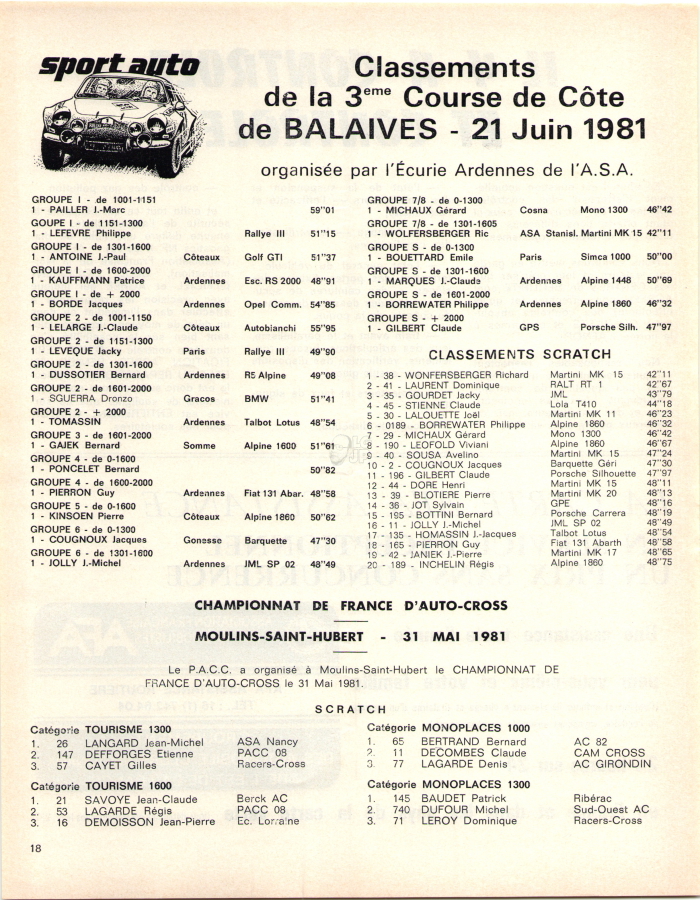 sport auto
Classements
de la 3eme Course de Côte
de BALAIVES - 21 Juin 1981
organisée par l'Écurie Ardennes de l'A.S.A.
GROUPE I - de 1001-1151
1 - PAILLER J.-Marc 59"01
GOUPE I - de 1151-1300
1 - LEFEVRE Philippe Rallye III 51"15
GROUPE I - de 1301-1600
1 - ANTOINE J.-Paul Côteaux Golf GTI 51"37
GROUPE I - de 1600-2000
1 - KAUFFMANN Patrice Ardennes Esc. RS 2000 48"91
GROUPE I - de + 2000
1 - BORDE Jacques Ardennes Opel Comm. 54"85
GROUPE 2 - de 1001-1150
1 - LELARGE J.-Claude Côteaux Autobianchi 55"95
GROUPE 2 - de 1151-1300
1 - LEVEQUE Jacky Paris Rallye III 49"90
GROUPE 2 - de 1301-1600
1 - DUSSOTIER Bernard Ardennes R5 Alpine 49"08
GROUPE 2 - de 1601-2000
1 - SGUERRA Dronzo Gracos BMW 51"41
GROUPE 2 - + 2000
1 - TOMASSIN Ardennes Talbot Lotus 48"54
GROUPE 3 - de 1601-2000
1 - GAJEK Bernard Somme Alpine 1600 51"61
GROUPE 4 - de 0-1600
1 - PONCELET Bernard 50"82
GROUPE 4 - de 1600-2000
1 - PIERRON Guy Ardennes Fiat 131 Abar. 48"58
GROUPE 5 - de 0-1600
1 - KINSOEN Pierre Côteaux Alpine 1860 50"62
GROUPE 6 - de 0-1300
1 - COUGNOUX Jacques Gonesse Barquette 47"30
GROUPE 6 - de 1301-1600
1 - JOLLY J.-Michel Ardennes JML SP 02 48"49
GROUPE 7/8 - de 0-1300
1 - MICHAUX Gérard Cosna Mono 1300 46"42
GROUPE 7/8 - de 1301-1605
1 - WOLFERSBERGER Ric ASA Stanisl. Martini MK 15 42"11
GROUPE S - de 0-1300
1 - BOUETTARD Emile Paris Simca 1000 50"00
GROUPE S - de 1301-1600
1 - MARQUES J.-Claude Ardennes Alpine 1448 50"69
GROUPE S - de 1601-2000
1 - BORREWATER Philippe Ardennes Alpine 1860 46"32
GROUPE S - + 2000
1 - GILBERT Claude GPS Porsche Silh. 47"97
CLASSEMENTS SCRATCH
1 - 38 - WONFERSBERGER Richard Martini MK 15 42"11
2 - 41 - LAURENT Dominique RALT RT 1 42"67
3 - 35 - GOURDET Jacky JML 43"79
4 - 45 - STIENNE Claude Lola T410 44"18
5 - 30 - LALOUETTE Joël Martini MK 11 46"23
6 - 0189 - BORREWATER Philippe Alpine 1860 46"32
7 - 29 - MICHAUX Gérard Mono 1300 46"42
8 - 190 - LEOFOLD Viviani Alpine 1860 46"67
9 - 40 - SOUSA Avelino Martini MK 15 47"24
10 - 2 - COUGNOUX Jacques Barquette Géri 47"30
11 - 196 - GILBERT Claude Porsche Silhouette 47"97
12 - 44 - DORE Henri Martini MK 15 48"11
13 - 39 - BLOTIERE Pierre Martini MK 20 48"13
14 - 36 - JOT Sylvain GPE 48"16
15 - 195 - BOTTINI Bernard Porsche Carrera 48"19
16 - 11 - JOLLY J.-Michel JML SP 02 48"49
17 - 135 - HOMASSIN J.-Jacques Talbot Lotus 48"54
18 - 165 - PIERRON Guy Fiat 131 Abarth 48"58
19 - 42 - JANIEK J.-Pierre Martini MK 17 48"65
20 - 189 - INCHELIN Régis Alpine 1860 48"75
CHAMPIONNAT DE FRANCE D'AUTO-CROSS
MOULINS-SAINT-HUBERT - 31 MAI 1981
Le P.A.C.C. a organisé à Moulins-Saint-Hubert le CHAMPIONNAT DE
FRANCE D'AUTO-CROSS le 31 Mai 1981.
SCRATCH
Catégorie TOURISME 1300
1. 26 LANGARD Jean-Michel ASA Nancy
2. 147 DEFFORGES Etienne PACC 08
3. 57 CAYET Gilles Racers-Cross
Catégorie TOURISME 1600
1. 21 SAVOYE Jean-Claude Berck AC
2. 53 LAGARDE Régis PACC 08
3. 16 DEMOISSON Jean-Pierre Ec. Lorraine
Catégorie MONOPLACES 1000
1. 65 BERTRAND Bernard AC 82
2. 11 DECOMBES Claude CAM CROSS
3. 77 LAGARDE Denis AC GIRONDIN
Catégorie MONOPLACES 1300
1. 145 BAUDET Patrick Ribérac
2. 740 DUFOUR Michel Sud-Ouest AC
3. 71 LEROY Dominique Racers-Cross
18